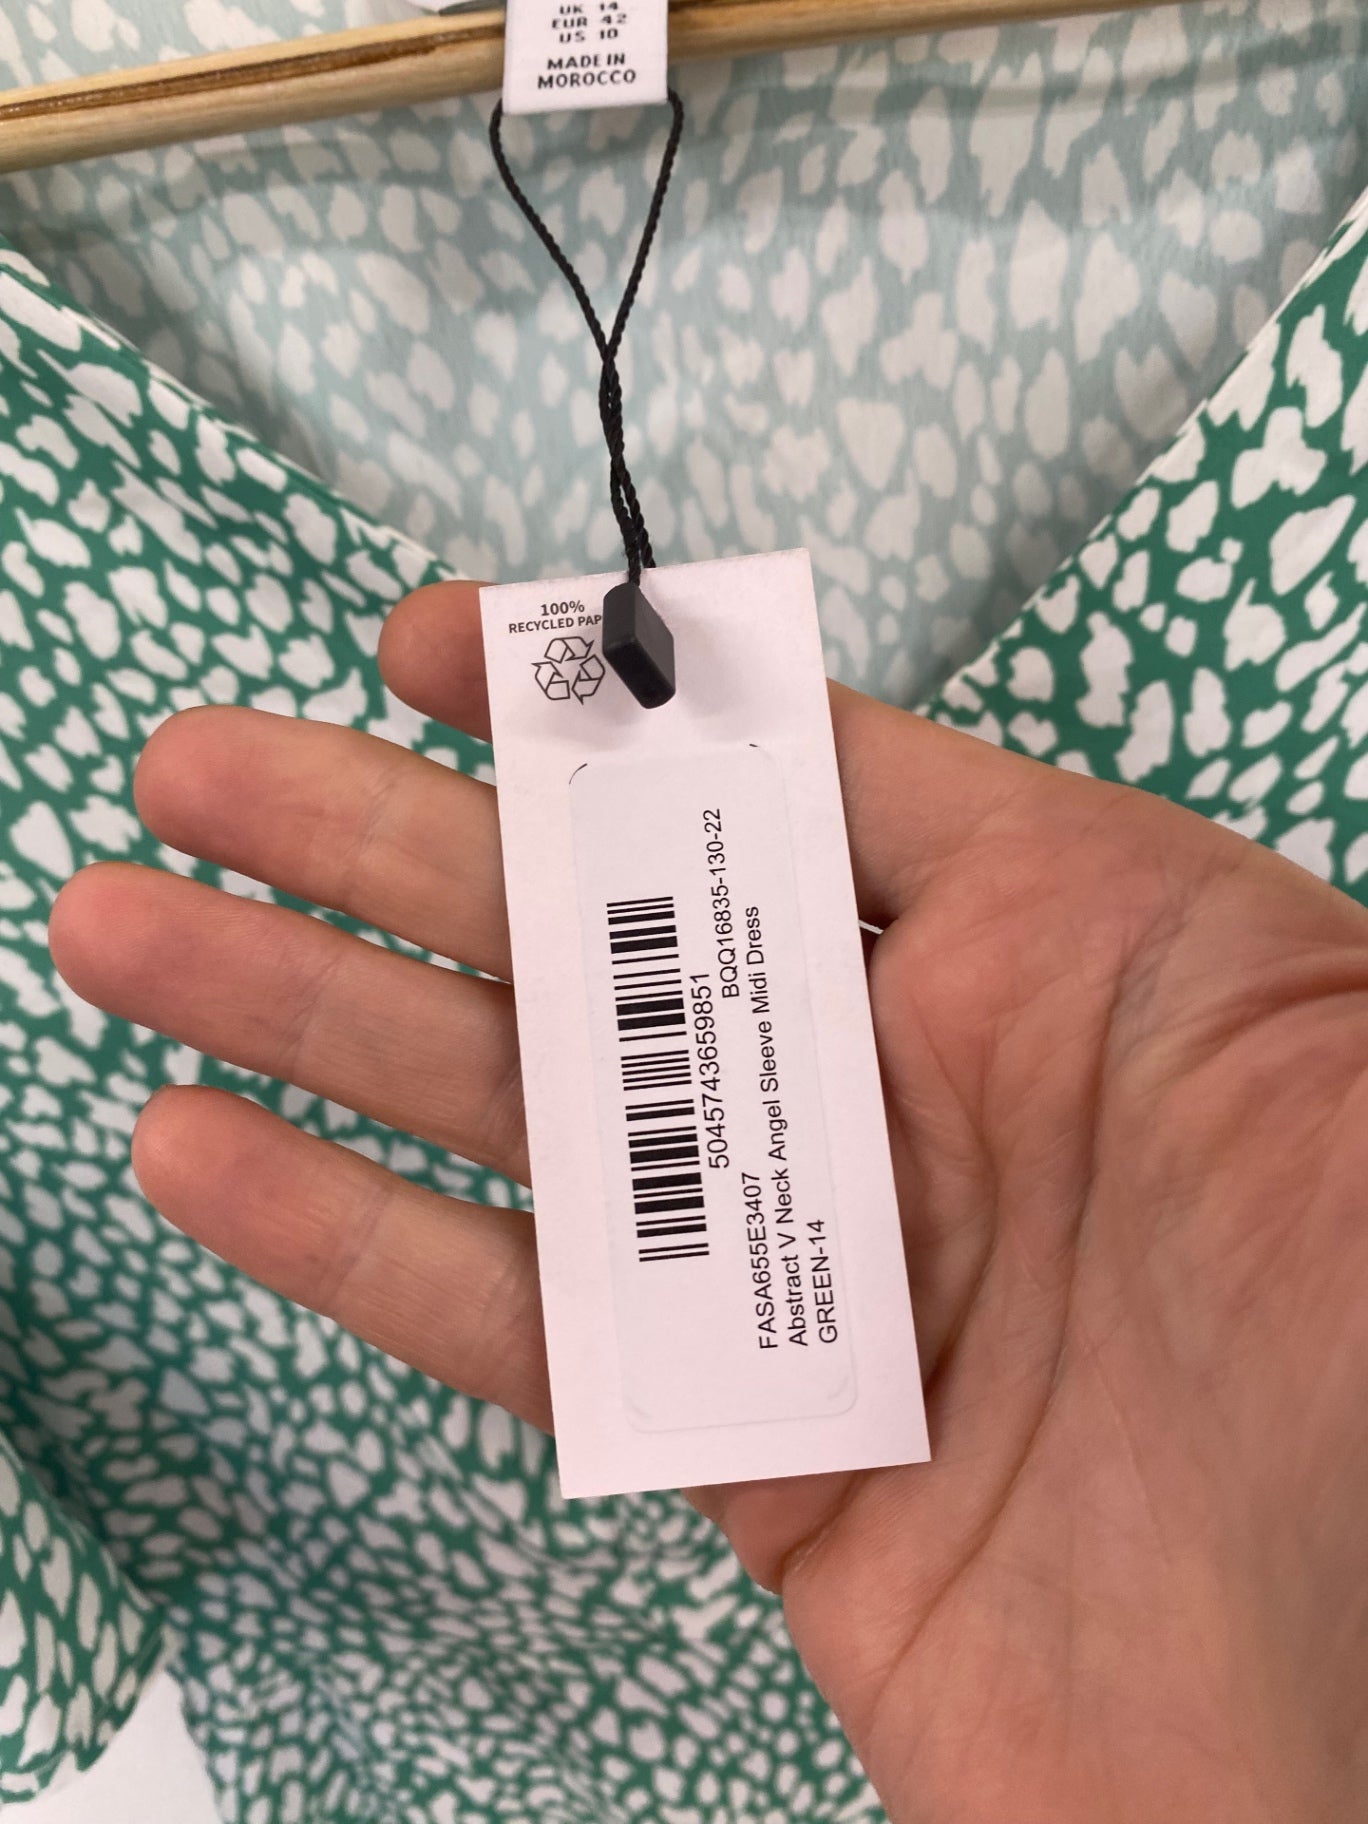 UK 14
EUR 42
US 10
MADE IN
MOROCCO
100%
RECYCLED PAP
5045743659851
BQQ16835-130-22
FASA655E3407
Abstract V Neck Angel Sleeve Midi Dress
GREEN-14